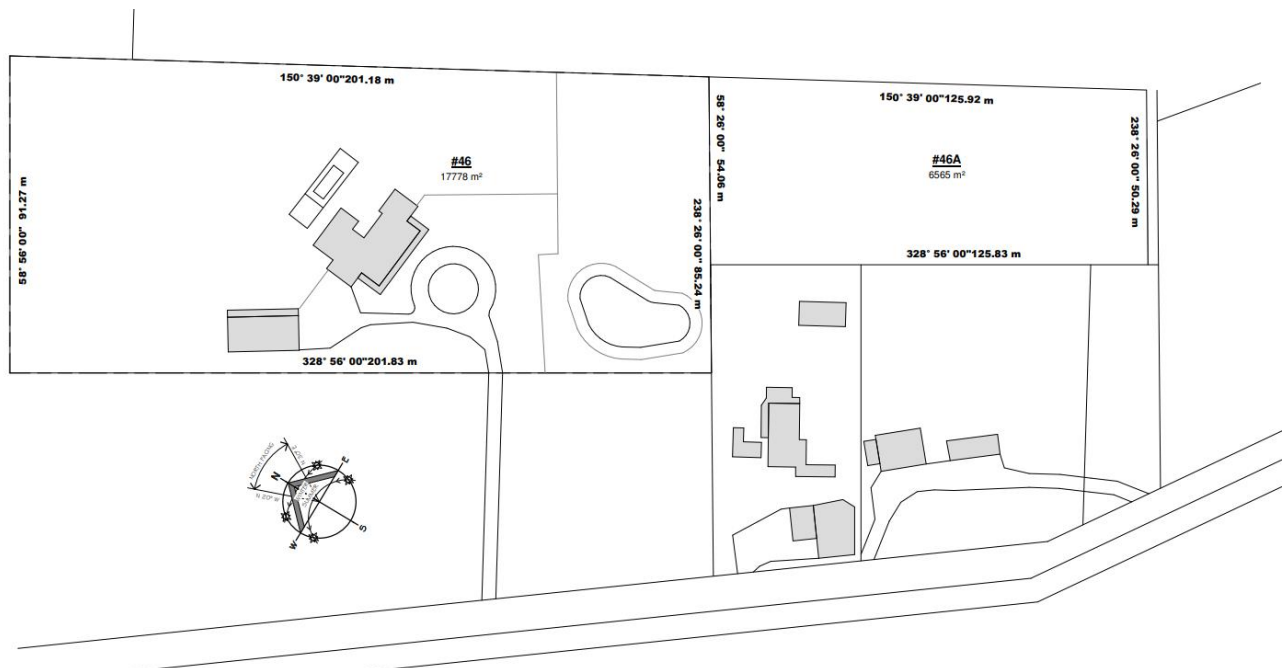 150° 39' 00"201.18 m
150° 39' 00"125.92 m
58° 26' 00" 54.06 m
238° 26' 00" 50.29 m
#46
17778 m²
#46A
6565 m²
58° 56' 00" 91.27 m
238° 26' 00" 85.24 m
328° 56' 00"125.83 m
328° 56' 00"201.83 m
NORTH FACING
N
E
S
W